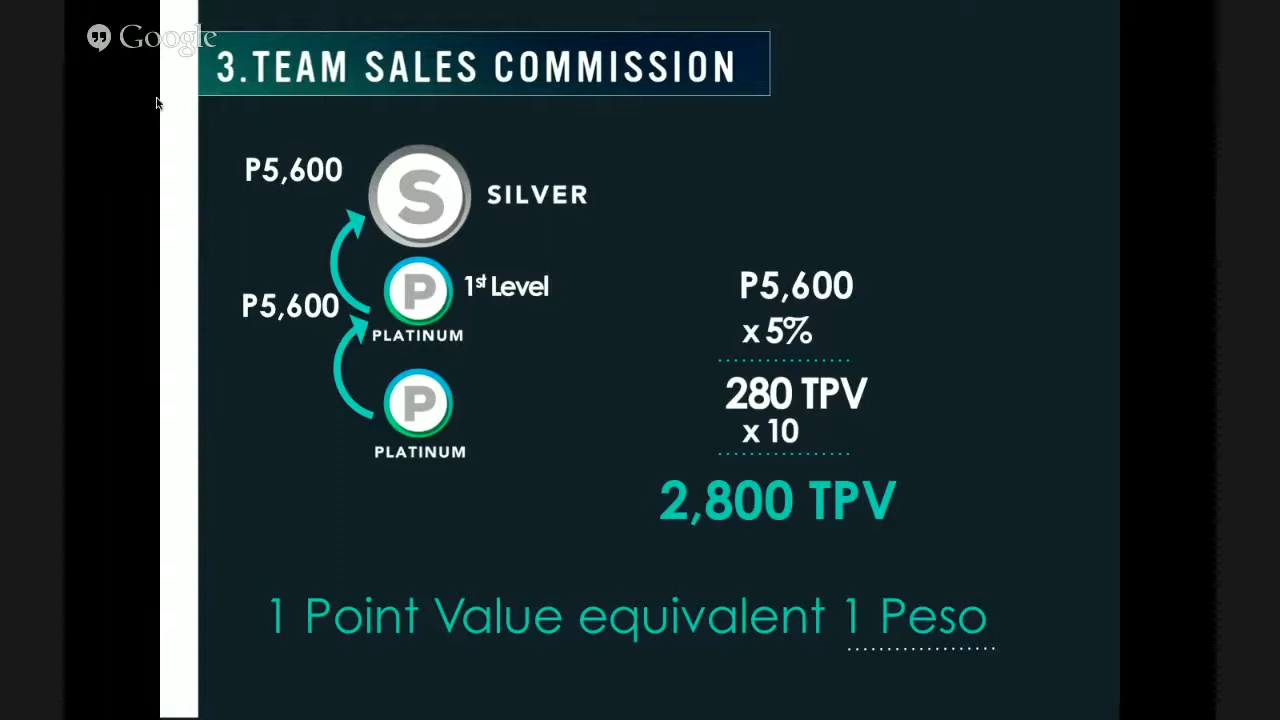 Google
3.TEAM SALES COMMISSION
P5,600
S
SILVER
P
1st Level
P5,600
PLATINUM
P
PLATINUM
P5,600
x 5%
280 TPV
x 10
2,800 TPV
1 Point Value equivalent 1 Peso